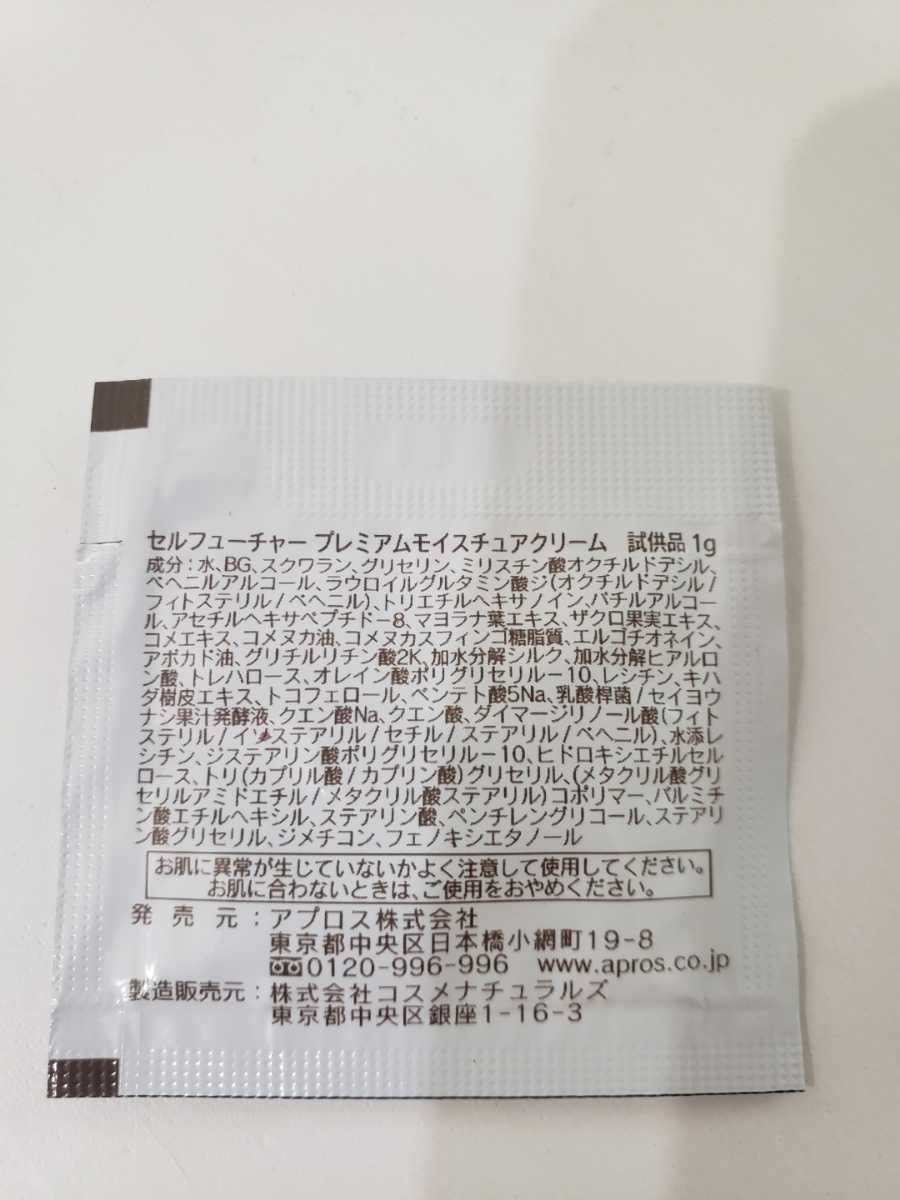 セルフューチャー プレミアムモイスチュアクリーム 試供品 1g
成分：水、BG、スクワラン、グリセリン、ミリスチン酸オクチルドデシル、
ベヘニルアルコール、ラウロイルグルタミン酸ジ(オクチルドデシル/
フィトステリル/ベヘニル)、トリエチルヘキサノイン、バチルアルコー
ル、アセチルヘキサペプチド-8、マヨラナ葉エキス、ザクロ果実エキス、
コメエキス、コメヌカ油、コメヌカスフィンゴ糖脂質、エルゴチオネイン、
アボカド油、グリチルリチン酸2K、加水分解シルク、加水分解ヒアルロ
ン酸、トレハロース、オレイン酸ポリグリセリル-10、レシチン、キハ
ダ樹皮エキス、トコフェロール、ペンテト酸5Na、乳酸桿菌/セイヨウ
ナシ果汁発酵液、クエン酸Na、クエン酸、ダイマージリノール酸(フィト
ステリル/イソステアリル/セチル/ステアリル/ベヘニル)、水添レ
シチン、ジステアリン酸ポリグリセリル-10、ヒドロキシエチルセル
ロース、トリ(カプリル酸/カプリン酸)グリセリル、(メタクリル酸グリ
セリルアミドエチル/メタクリル酸ステアリル)コポリマー、パルミチ
ン酸エチルヘキシル、ステアリン酸、ペンチレングリコール、ステアリ
ン酸グリセリル、ジメチコン、フェノキシエタノール
お肌に異常が生じていないかよく注意して使用してください。
お肌に合わないときは、ご使用をおやめください。
発売元：アプロス株式会社
東京都中央区日本橋小網町19-8
0120-996-996 www.apros.co.jp
製造販売元：株式会社コスメナチュラルズ
東京都中央区銀座1-16-3